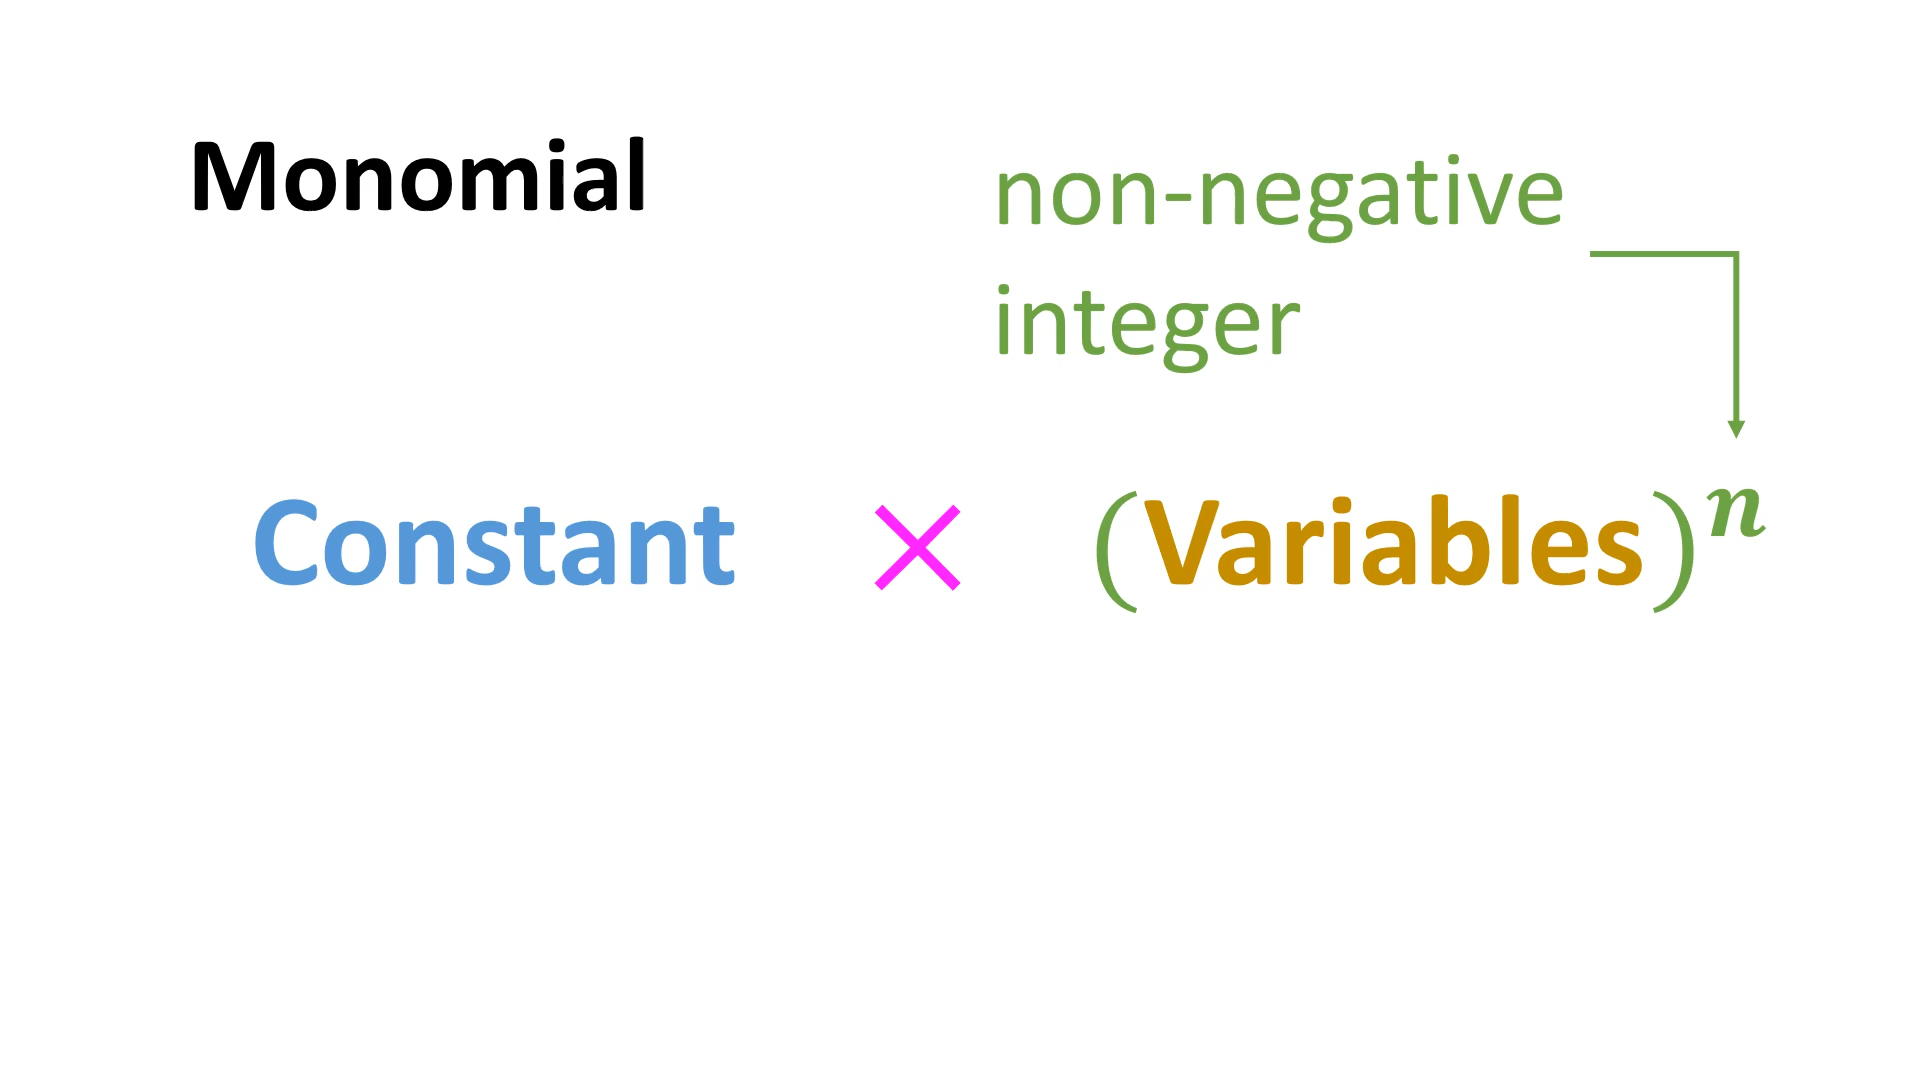 Monomial
non-negative
integer
Constant × (Variables)ⁿ